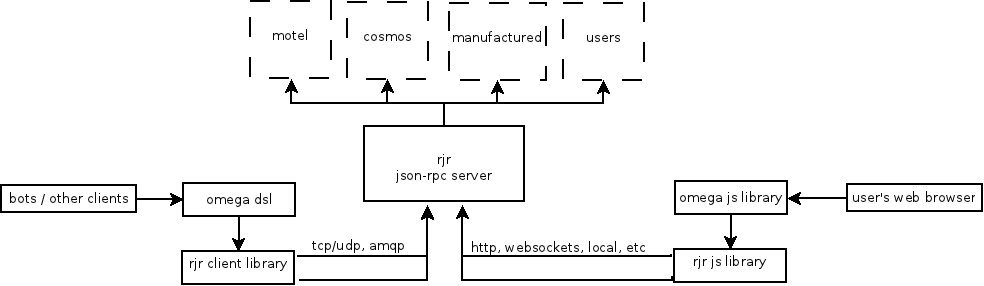 motel
cosmos
manufactured
users
rjr
json-rpc server
bots / other clients
omega dsl
omega js library
user's web browser
tcp/udp, amqp
http, websockets, local, etc
rjr client library
rjr js library